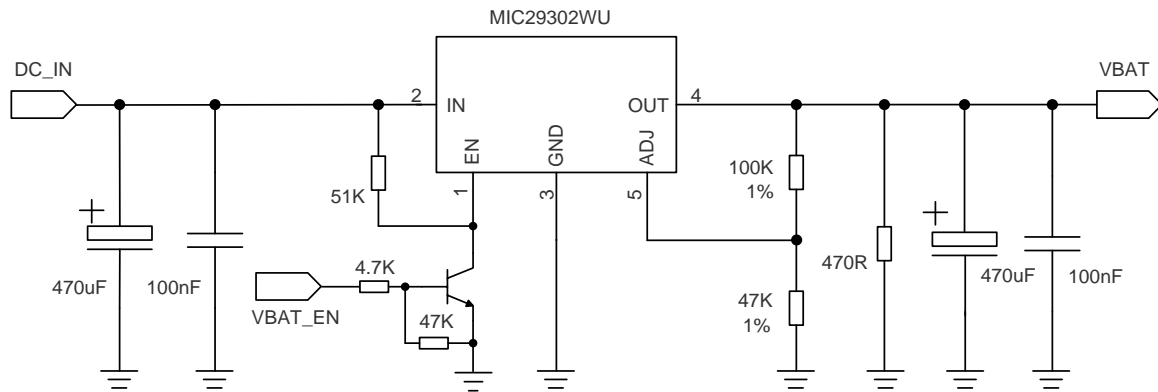 MIC29302WU
DC_IN
VBAT
2
IN
OUT
4
EN
GND
ADJ
1
3
5
51K
100K
1%
470uF
100nF
4.7K
VBAT_EN
47K
470R
47K
1%
470uF
100nF